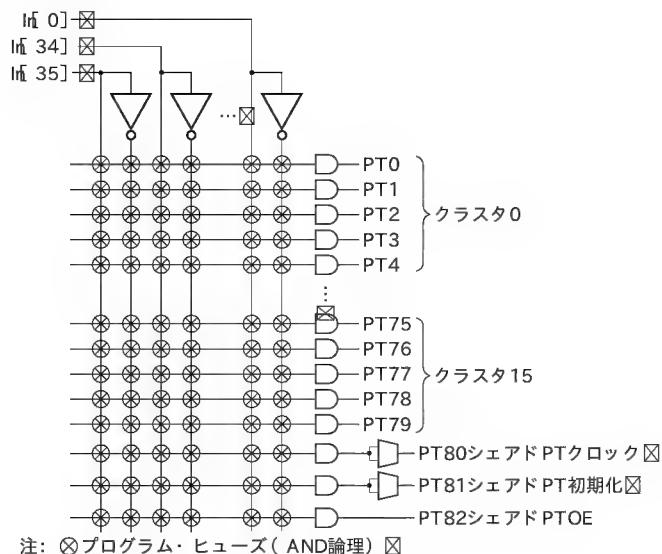 In[ 0]
In[ 34]
In[ 35]
…
PT0
PT1
PT2
PT3
PT4
クラスタ0
⋮
PT75
PT76
PT77
PT78
PT79
クラスタ15
PT80シェアドPTクロック
PT81シェアドPT初期化
PT82シェアドPTOE
注: ⊗プログラム・ヒューズ( AND論理)